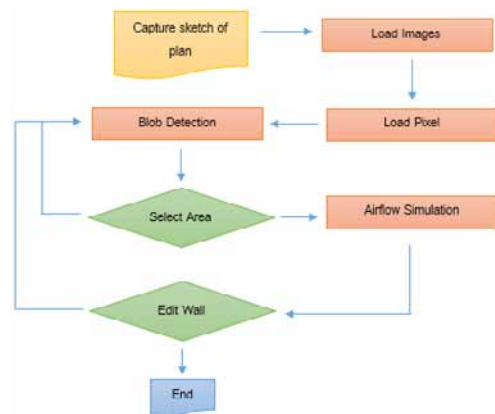 Capture sketch of
plan
Load Images
Blob Detection
Load Pixel
Select Area
Airflow Simulation
Edit Wall
End